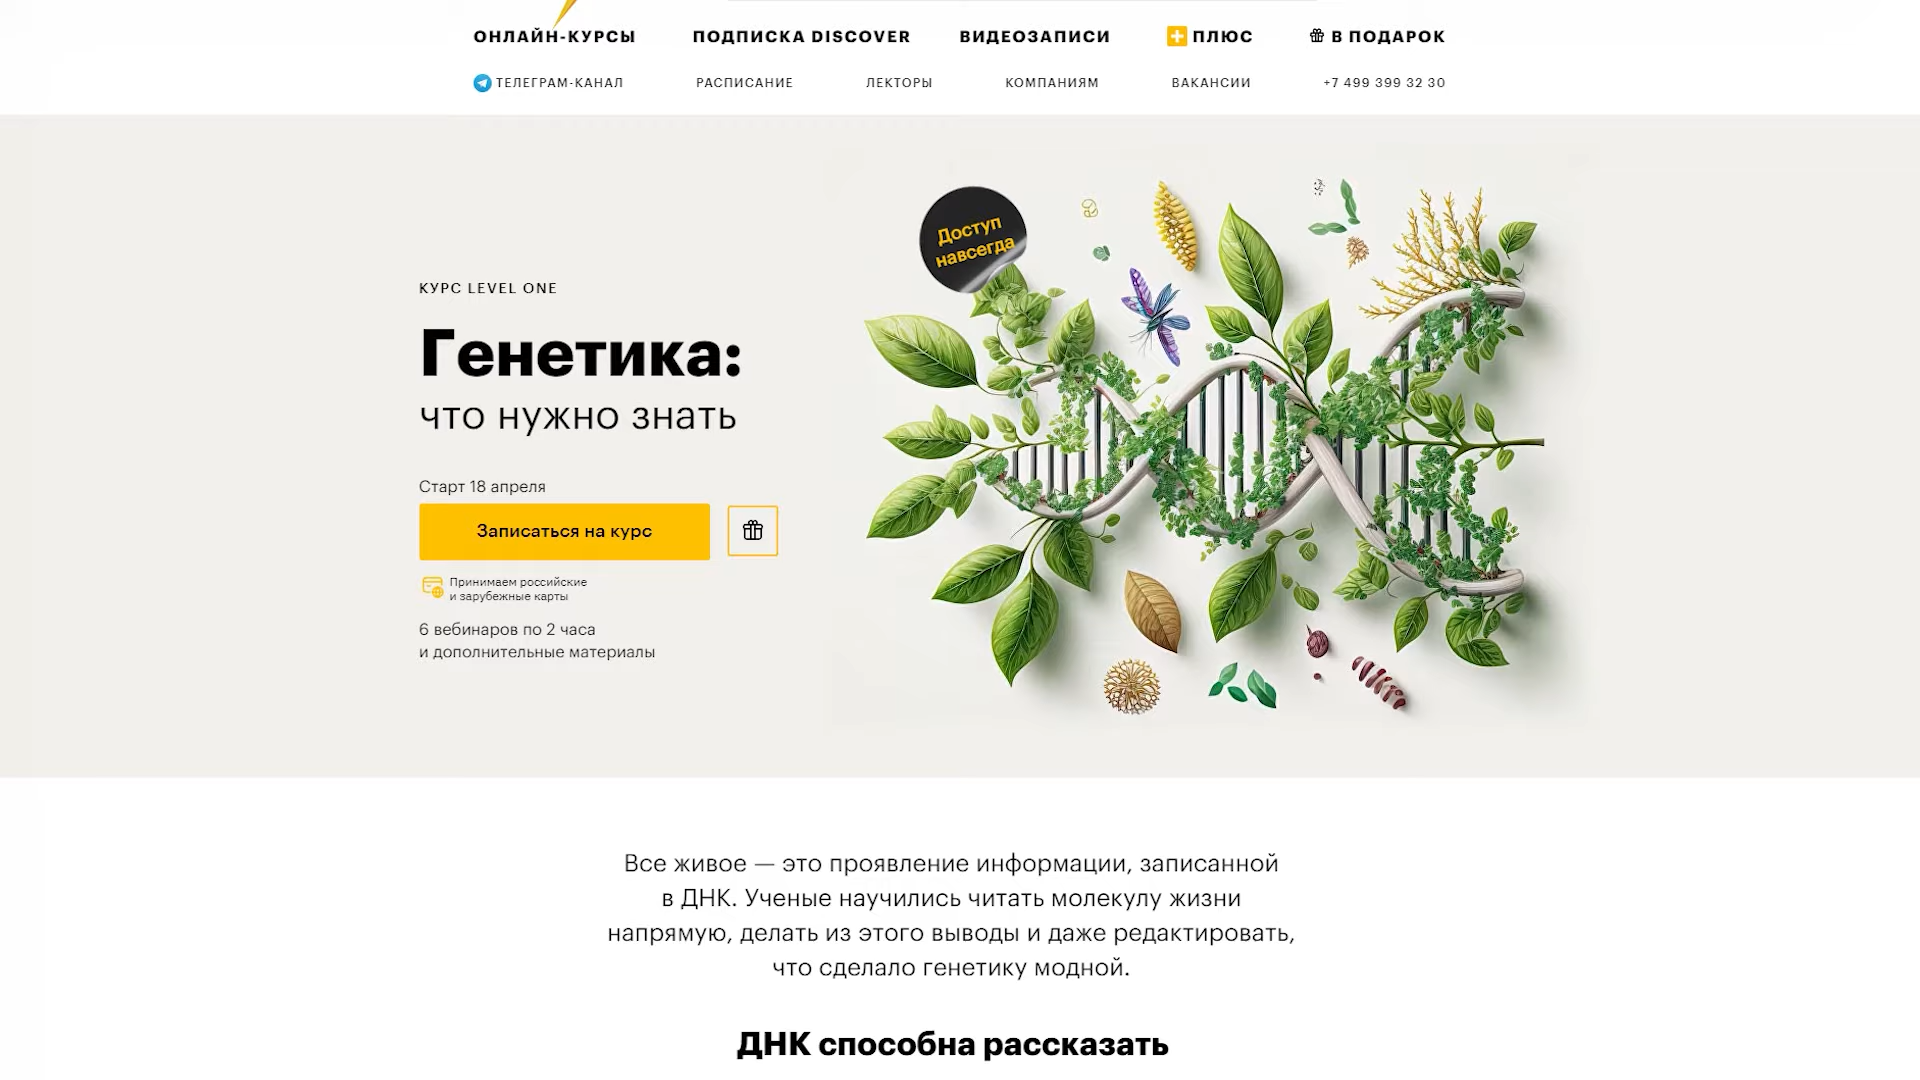 ОНЛАЙН-КУРСЫ ПОДПИСКА DISCOVER ВИДЕОЗАПИСИ ПЛЮС В ПОДАРОК
ТЕЛЕГРАМ-КАНАЛ РАСПИСАНИЕ ЛЕКТОРЫ КОМПАНИЯМ ВАКАНСИИ +7 499 399 32 30
Доступ
навсегда
КУРС LEVEL ONE
Генетика:
что нужно знать
Старт 18 апреля
Записаться на курс
Принимаем российские
и зарубежные карты
6 вебинаров по 2 часа
и дополнительные материалы
Все живое — это проявление информации, записанной
в ДНК. Ученые научились читать молекулу жизни
напрямую, делать из этого выводы и даже редактировать,
что сделало генетику модной.
ДНК способна рассказать